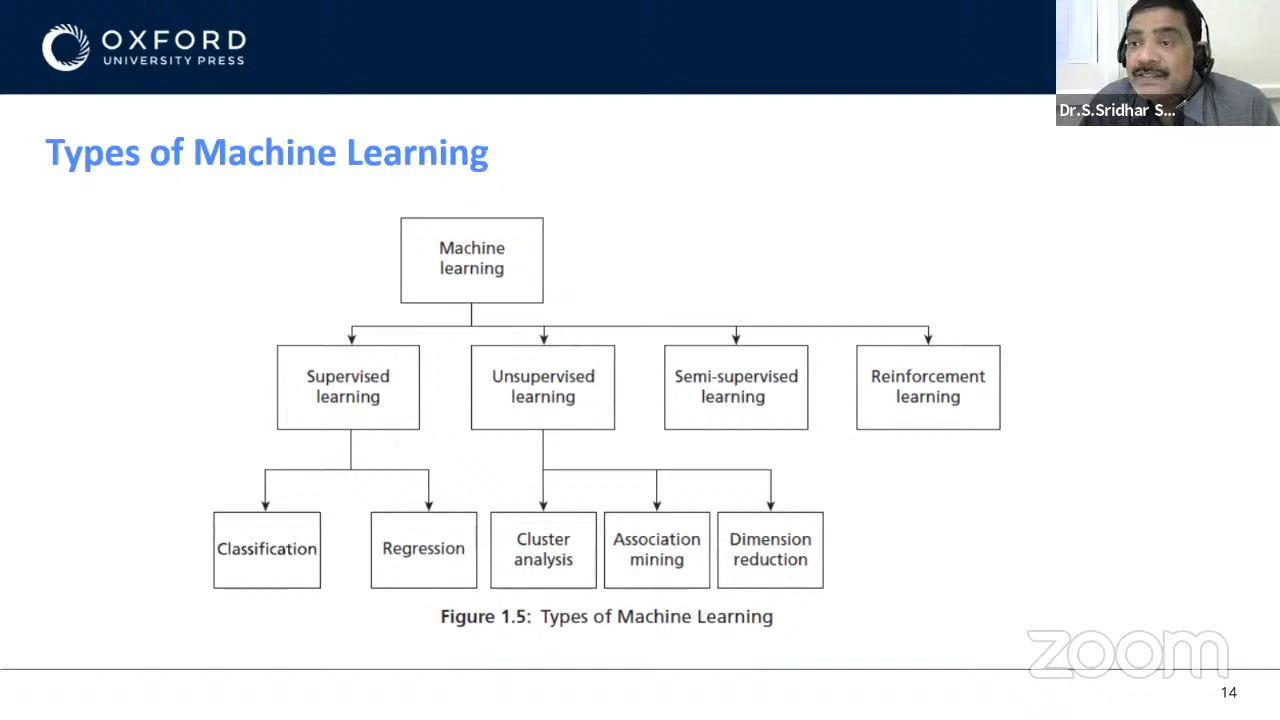 OXFORD
UNIVERSITY PRESS
Dr.S.Sridhar S...
Types of Machine Learning
Machine
learning
Supervised
learning
Unsupervised
learning
Semi-supervised
learning
Reinforcement
learning
Classification
Regression
Cluster
analysis
Association
mining
Dimension
reduction
Figure 1.5: Types of Machine Learning
zoom
14